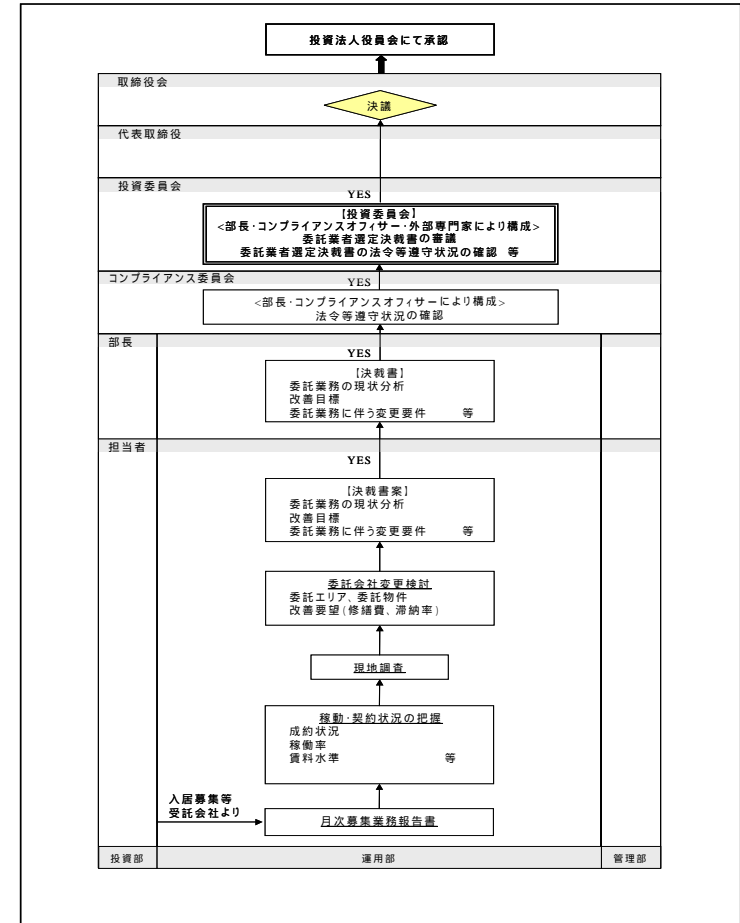 投資法人役員会にて承認
取締役会
決議
代表取締役
投資委員会
YES
【投資委員会】
<部長・コンプライアンスオフィサー・外部専門家により構成>
委託業者選定決裁書の審議
委託業者選定決裁書の法令等遵守状況の確認 等
コンプライアンス委員会
YES
<部長・コンプライアンスオフィサーにより構成>
法令等遵守状況の確認
部長
YES
【決裁書】
委託業務の現状分析
改善目標
委託業務に伴う変更要件 等
担当者
YES
【決裁書案】
委託業務の現状分析
改善目標
委託業務に伴う変更要件 等
委託会社変更検討
委託エリア、委託物件
改善要望(修繕費、滞納率)
現地調査
稼動・契約状況の把握
成約状況
稼働率
賃料水準 等
入居募集等
受託会社より
月次募集業務報告書
投資部 運用部 管理部